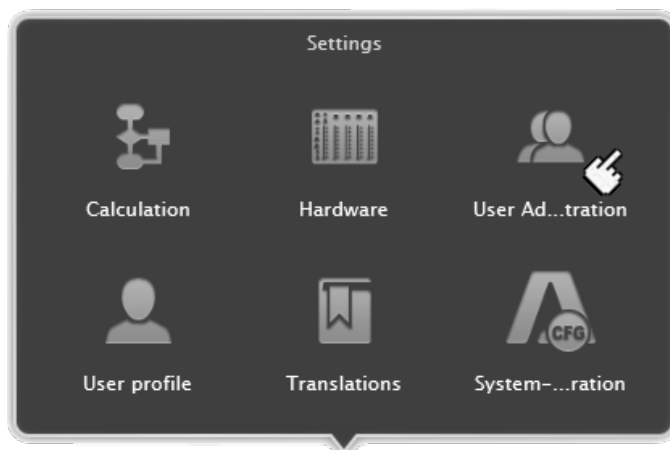 Settings
Calculation
Hardware
User Ad...tration
User profile
Translations
CFG
System-...ration